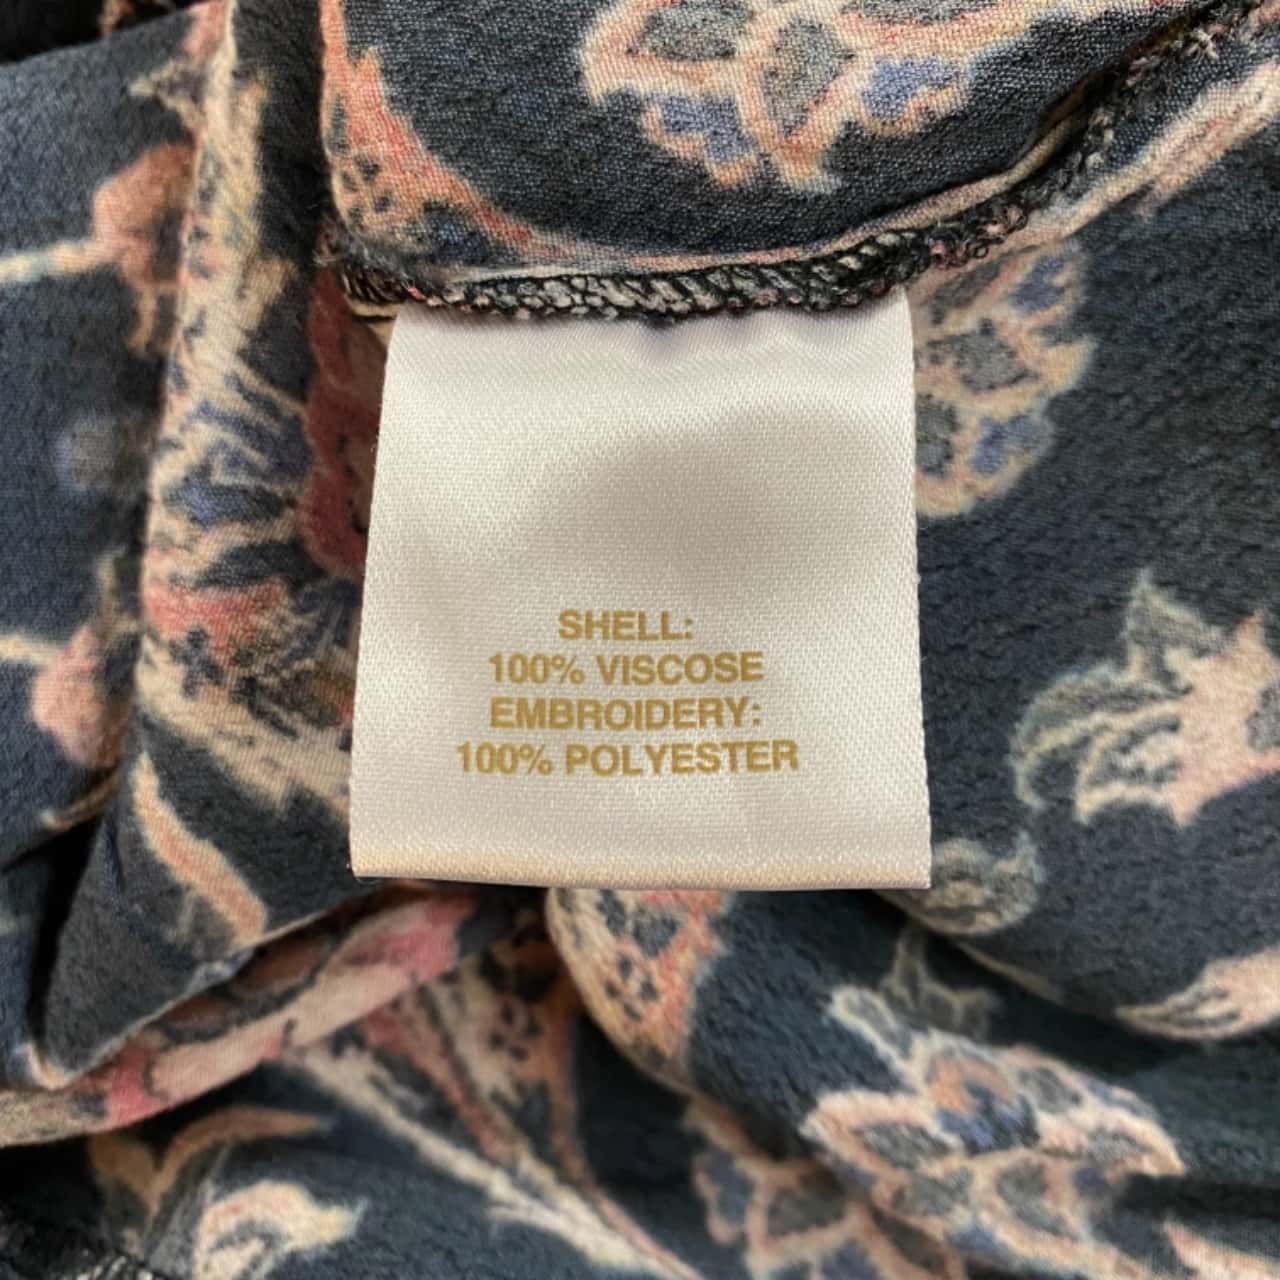 SHELL:
100% VISCOSE
EMBROIDERY:
100% POLYESTER